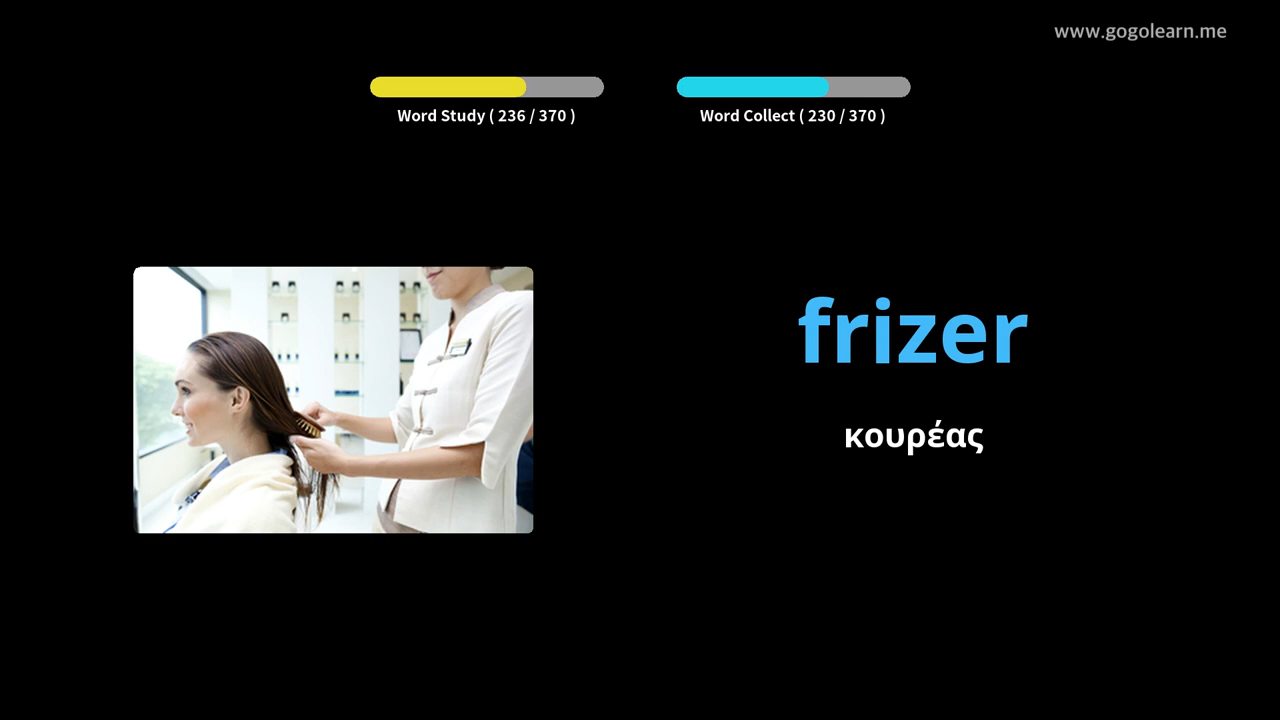 www.gogolearn.me
Word Study ( 236 / 370 )
Word Collect ( 230 / 370 )
frizer
κουρέας